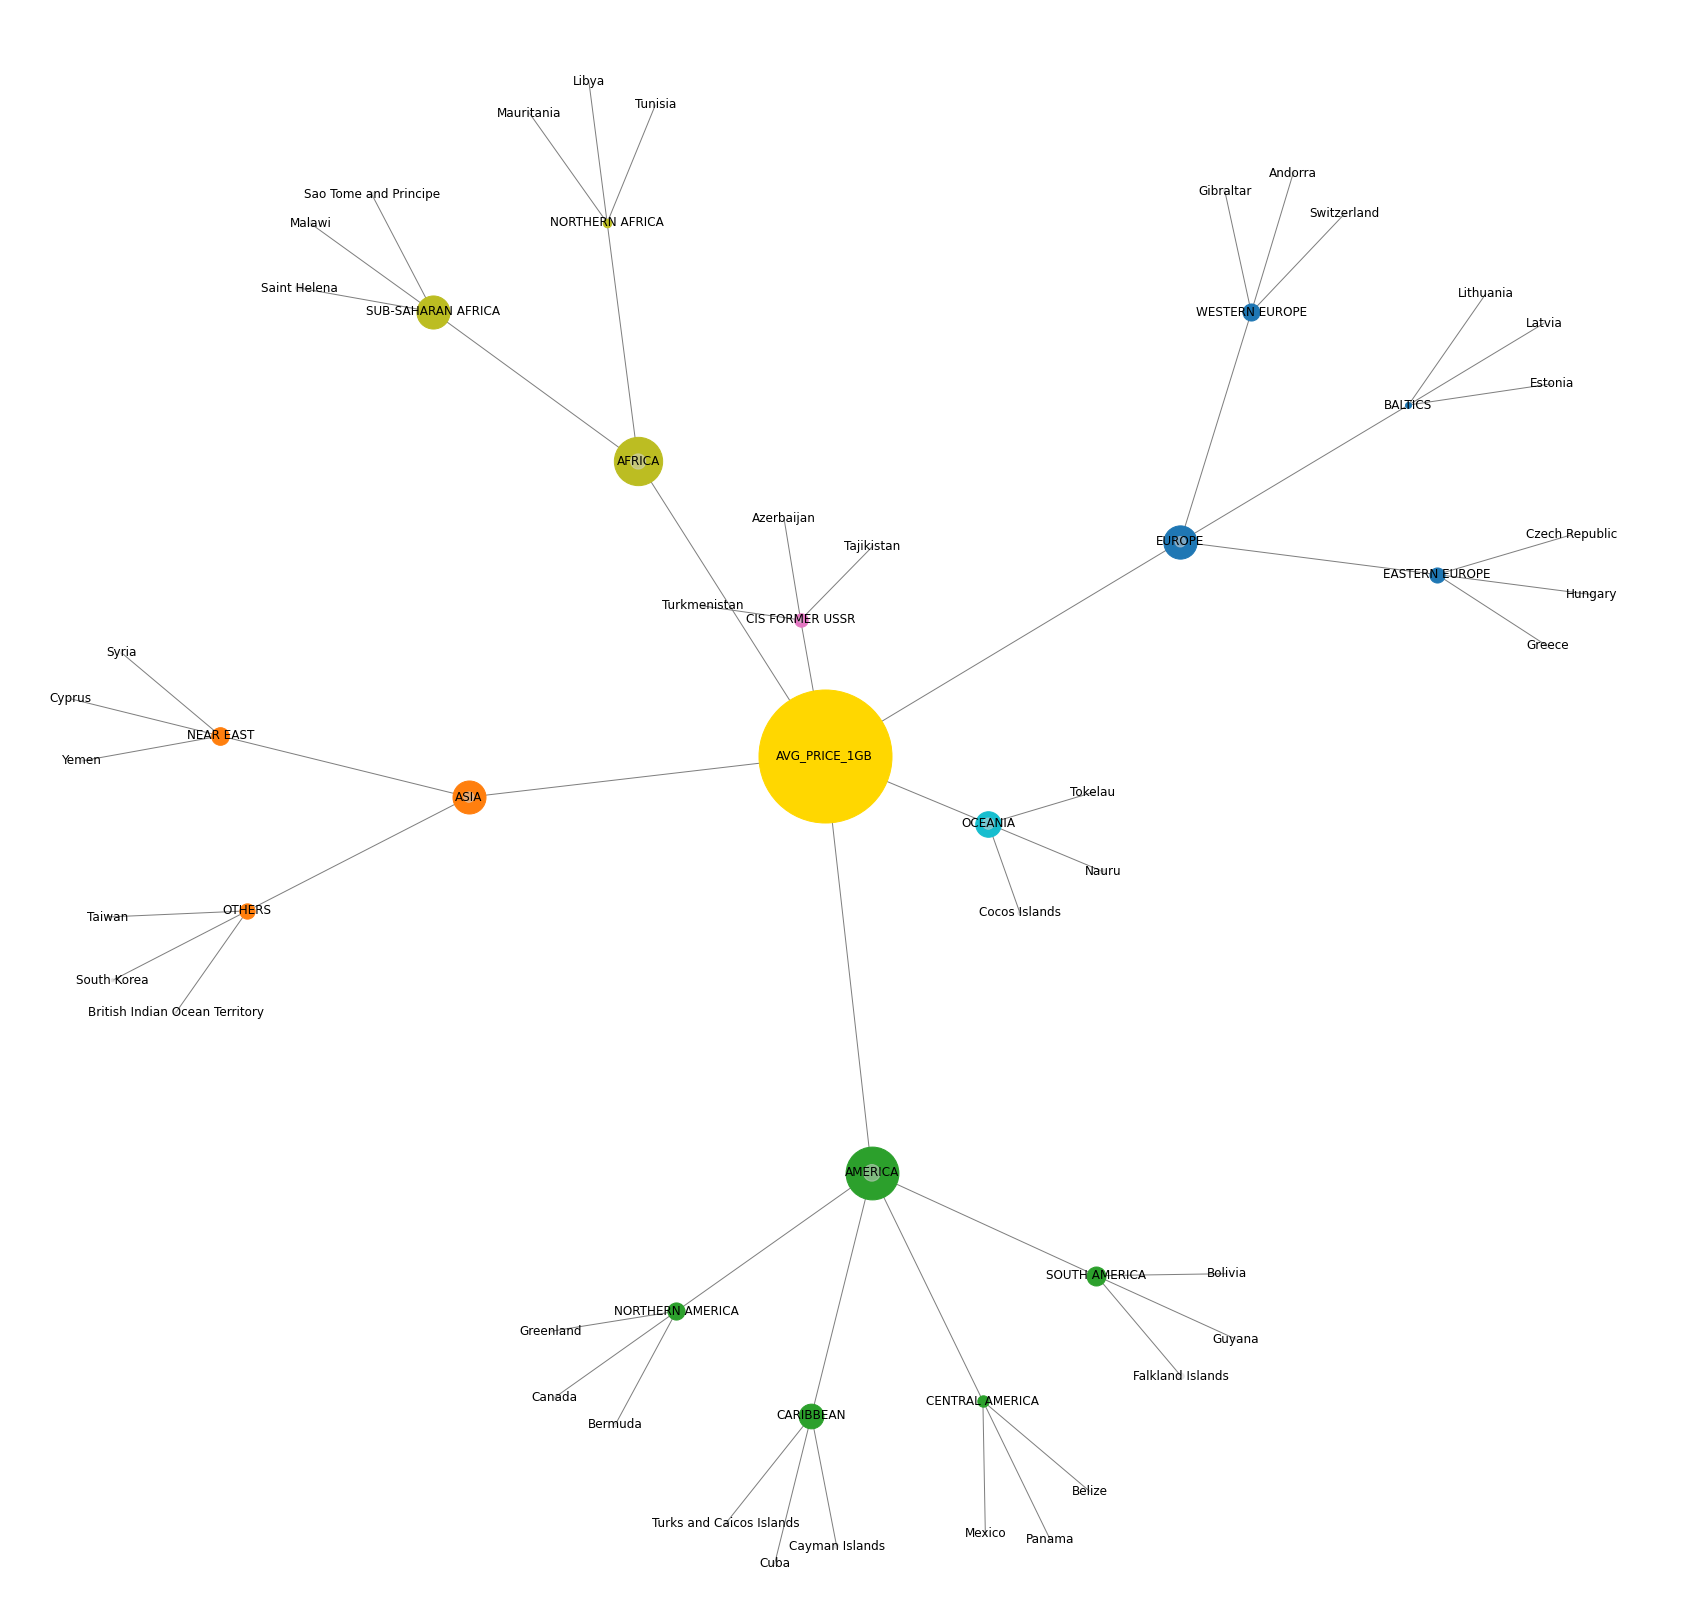 Libya
Tunisia
Mauritania
Andorra
Gibraltar
Sao Tome and Principe
Switzerland
Malawi
NORTHERN AFRICA
Saint Helena
Lithuania
SUB-SAHARAN AFRICA
WESTERN EUROPE
Latvia
Estonia
BALTICS
AFRICA
Azerbaijan
Czech Republic
EUROPE
Tajikistan
EASTERN EUROPE
Hungary
Turkmenistan
CIS FORMER USSR
Greece
Syria
Cyprus
NEAR EAST
AVG_PRICE_1GB
Yemen
Tokelau
ASIA
OCEANIA
Nauru
OTHERS
Cocos Islands
Taiwan
South Korea
British Indian Ocean Territory
AMERICA
Bolivia
SOUTH AMERICA
NORTHERN AMERICA
Greenland
Guyana
Falkland Islands
Canada
CENTRAL AMERICA
CARIBBEAN
Bermuda
Belize
Turks and Caicos Islands
Mexico
Panama
Cayman Islands
Cuba